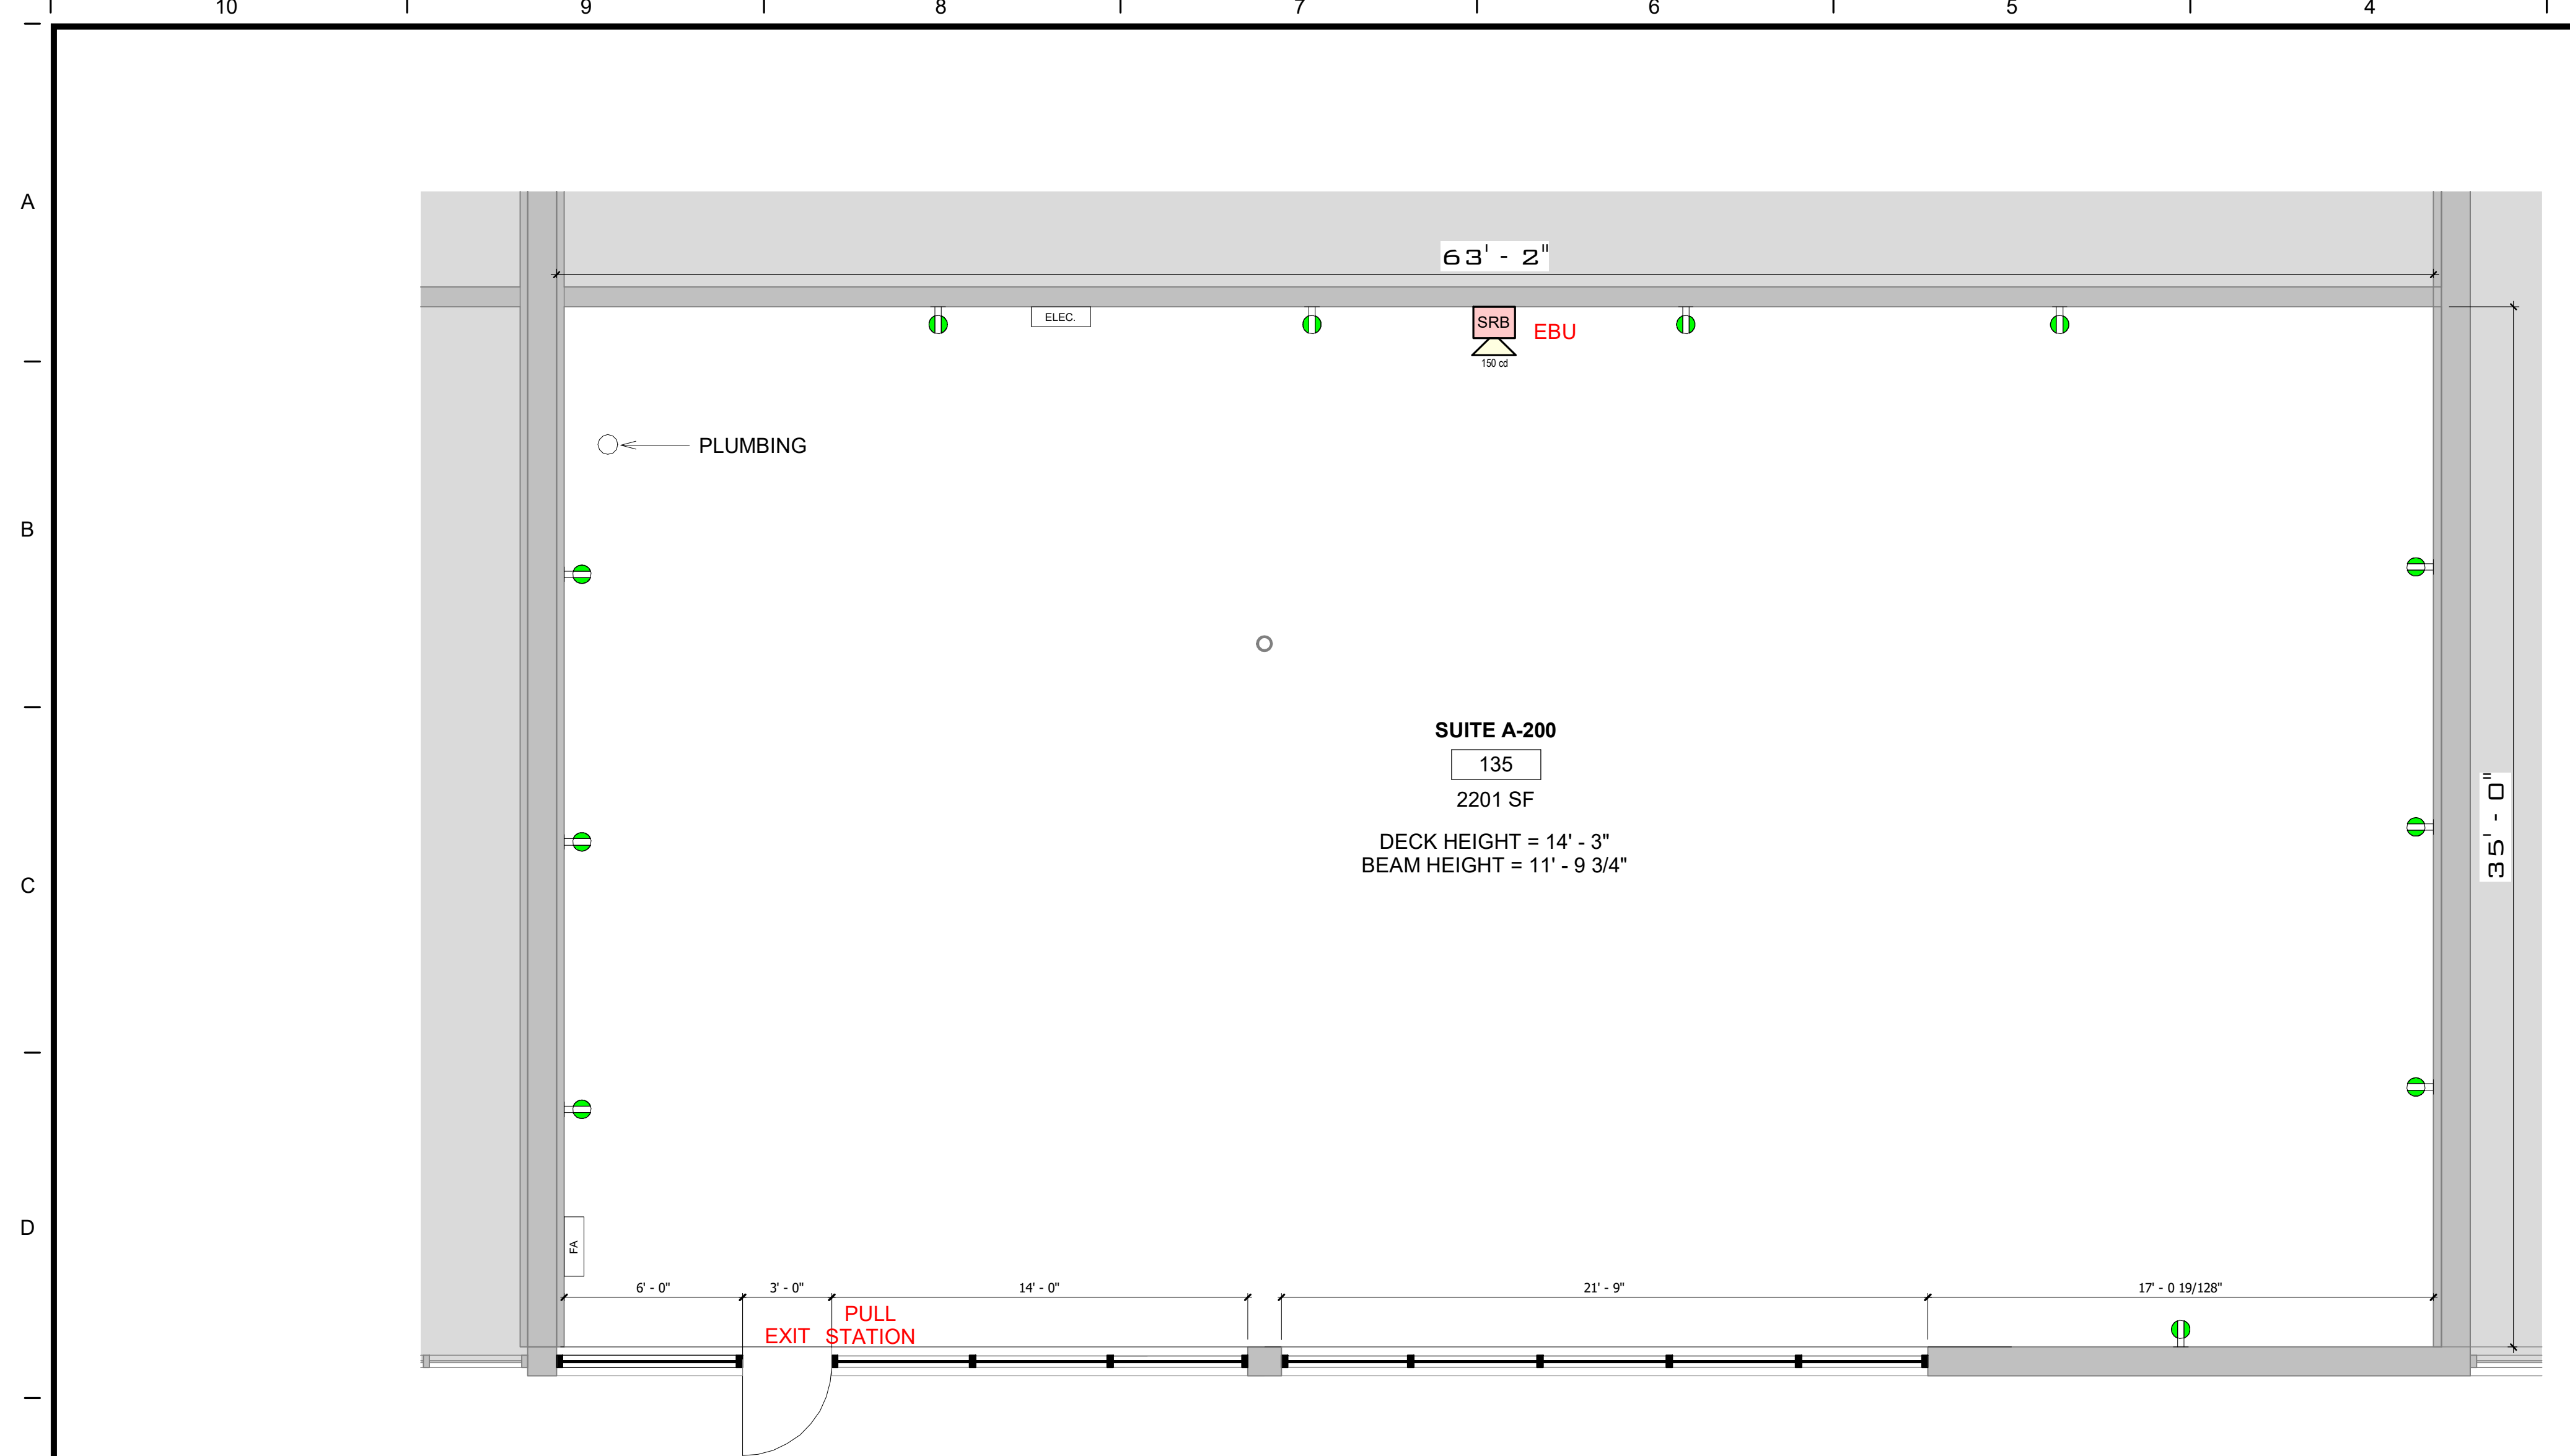 10 9 8 7 6 5 4
A
63' - 2"
ELEC.
SRB
EBU
150 cd
PLUMBING
B
SUITE A-200
135
2201 SF
35' - 0"
DECK HEIGHT = 14' - 3"
BEAM HEIGHT = 11' - 9 3/4"
C
D
FA
6' - 0" 3' - 0" 14' - 0" 21' - 9" 17' - 0 19/128"
PULL
EXIT STATION